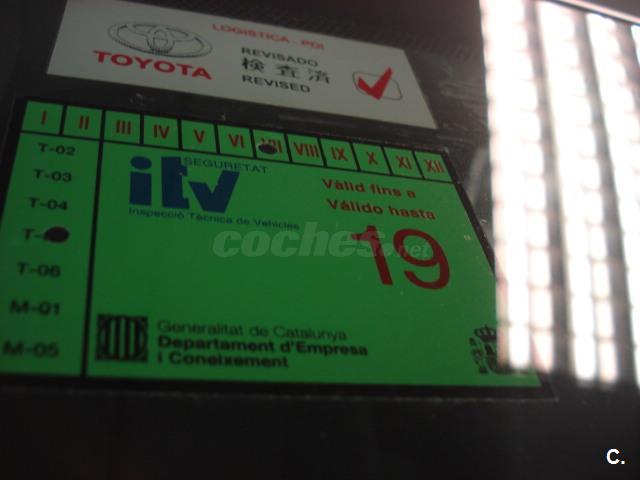 LOGISTICA - PDI
REVISADO
TOYOTA 検査済
REVISED
I II III IV V VI VIII IX X XI XII
T-02
T-03
T-04
T-06
M-01
M-05
SEGURETAT
itv
Inspecció Tècnica de Vehicles
Vàlid fins a
Válido hasta
19
Generalitat de Catalunya
Departament d'Empresa
i Coneixement
coches.net
C.